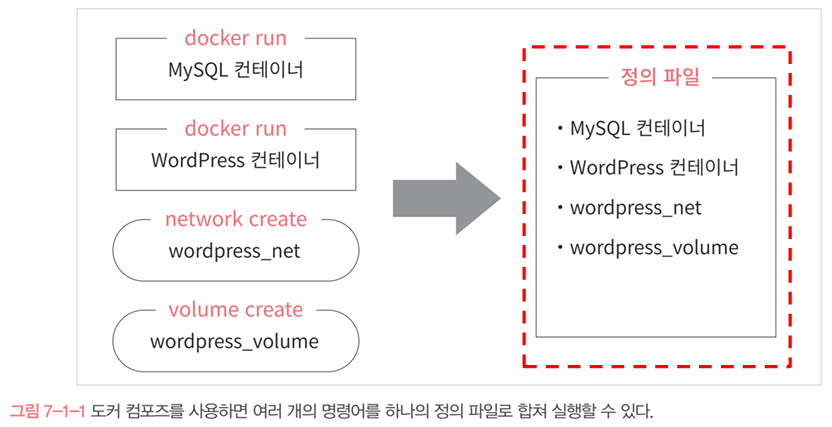 docker run
MySQL 컨테이너
docker run
WordPress 컨테이너
network create
wordpress_net
volume create
wordpress_volume
정의 파일
• MySQL 컨테이너
• WordPress 컨테이너
• wordpress_net
• wordpress_volume
그림 7-1-1 도커 컴포즈를 사용하면 여러 개의 명령어를 하나의 정의 파일로 합쳐 실행할 수 있다.